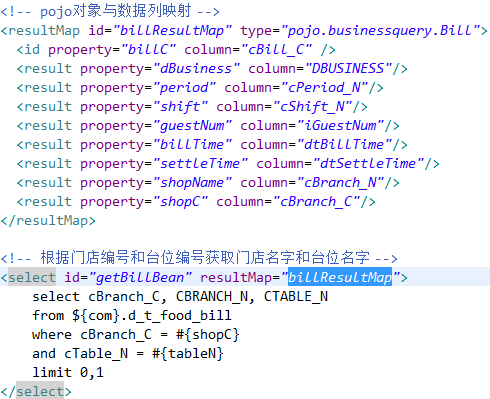 <!-- pojo对象与数据列映射 -->
<resultMap id="billResultMap" type="pojo.businessquery.Bill">
<id property="billC" column="cBill_C" />
<result property="dBusiness" column="DBUSINESS"/>
<result property="period" column="cPeriod_N"/>
<result property="shift" column="cShift_N"/>
<result property="guestNum" column="iGuestNum"/>
<result property="billTime" column="dtBillTime"/>
<result property="settleTime" column="dtSettleTime"/>
<result property="shopName" column="cBranch_N"/>
<result property="shopC" column="cBranch_C"/>
</resultMap>
<!-- 根据门店编号和台位编号获取门店名字和台位名字 -->
<select id="getBillBean" resultMap="billResultMap">
select cBranch_C, CBRANCH_N, CTABLE_N
from ${com}.d_t_food_bill
where cBranch_C = #{shopC}
and cTable_N = #{tableN}
limit 0,1
</select>